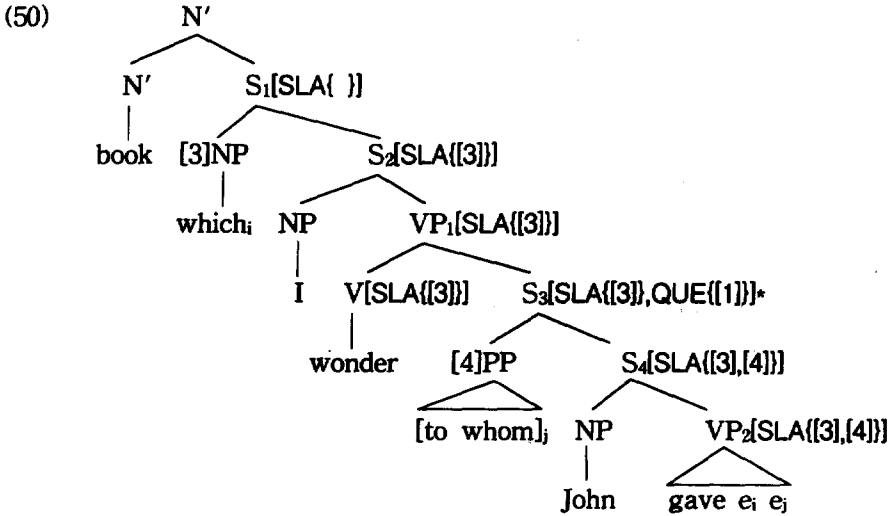 (50) N′
N′ S₁[SLA{ }]
book [3]NP S₂[SLA{[3]}]
whichᵢ NP VP₁[SLA{[3]}]
I V[SLA{[3]}] S₃[SLA{[3]},QUE{[1]}]*
wonder [4]PP S₄[SLA{[3],[4]}]
[to whom]ⱼ NP VP₂[SLA{[3],[4]}]
John gave eᵢ eⱼ